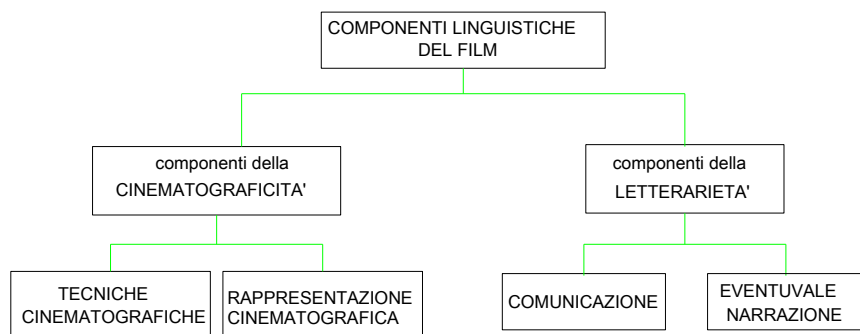 COMPONENTI LINGUISTICHE
DEL FILM
componenti della
CINEMATOGRAFICITA'
componenti della
LETTERARIETA'
TECNICHE
CINEMATOGRAFICHE
RAPPRESENTAZIONE
CINEMATOGRAFICA
COMUNICAZIONE
EVENTUVALE
NARRAZIONE